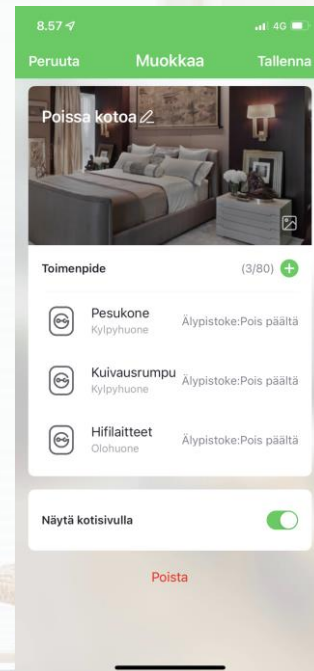 8.57 4G
Peruuta Muokkaa Tallenna
Poissa kotoa
Toimenpide (3/80)
Pesukone
Kylpyhuone
Älypistoke:Pois päältä
Kuivausrumpu
Kylpyhuone
Älypistoke:Pois päältä
Hifilaitteet
Olohuone
Älypistoke:Pois päältä
Näytä kotisivulla
Poista